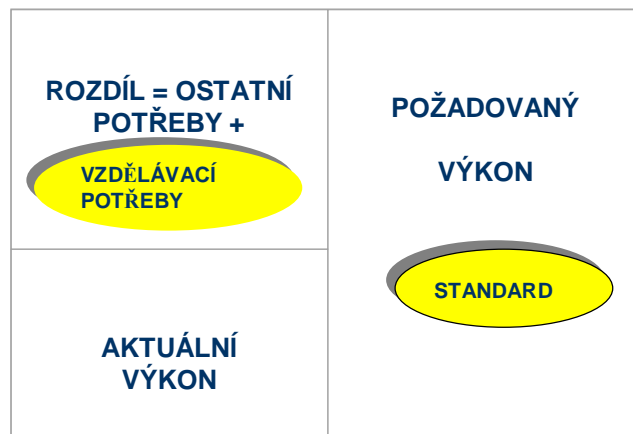 ROZDÍL = OSTATNÍ
POTŘEBY +
VZDĚLÁVACÍ
POTŘEBY
AKTUÁLNÍ
VÝKON
POŽADOVANÝ
VÝKON
STANDARD